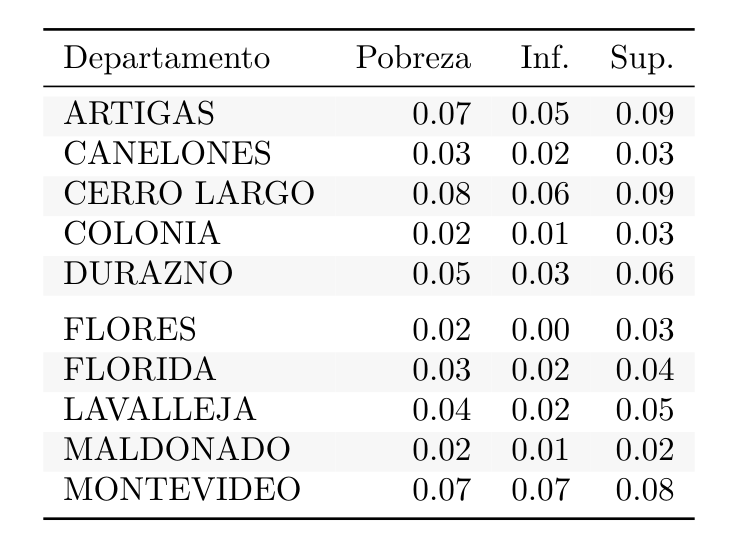 Departamento Pobreza Inf. Sup.
ARTIGAS 0.07 0.05 0.09
CANELONES 0.03 0.02 0.03
CERRO LARGO 0.08 0.06 0.09
COLONIA 0.02 0.01 0.03
DURAZNO 0.05 0.03 0.06
FLORES 0.02 0.00 0.03
FLORIDA 0.03 0.02 0.04
LAVALLEJA 0.04 0.02 0.05
MALDONADO 0.02 0.01 0.02
MONTEVIDEO 0.07 0.07 0.08